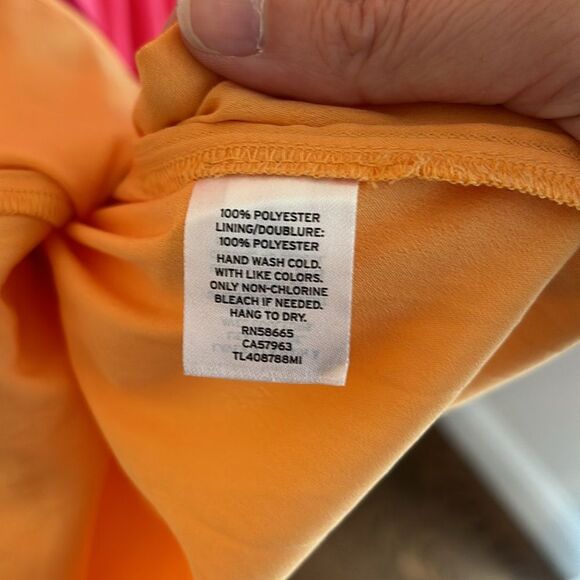 100% POLYESTER
LINING/DOUBLURE:
100% POLYESTER
HAND WASH COLD.
WITH LIKE COLORS.
ONLY NON-CHLORINE
BLEACH IF NEEDED.
HANG TO DRY.
RN58665
CA57963
TL408788MI